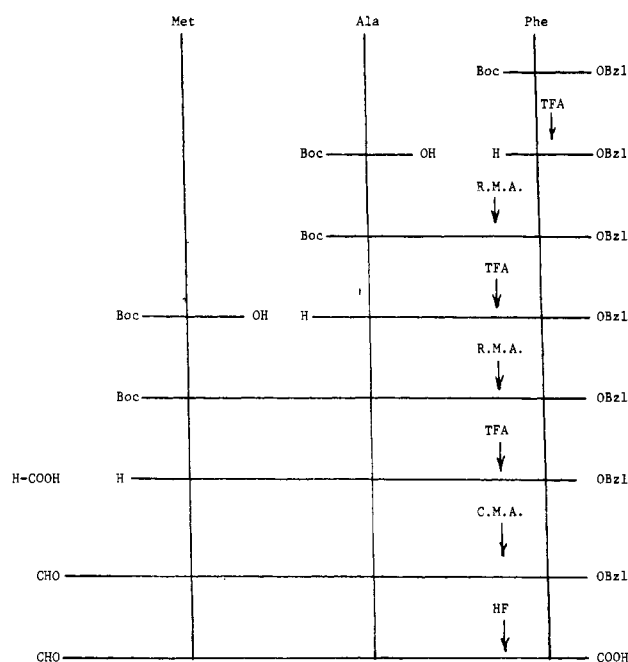 Met Ala Phe
Boc OBzl
TFA
Boc OH H OBzl
R.M.A.
Boc OBzl
TFA
Boc OH H OBzl
R.M.A.
Boc OBzl
TFA
H-COOH H OBzl
C.M.A.
CHO OBzl
HF
CHO COOH